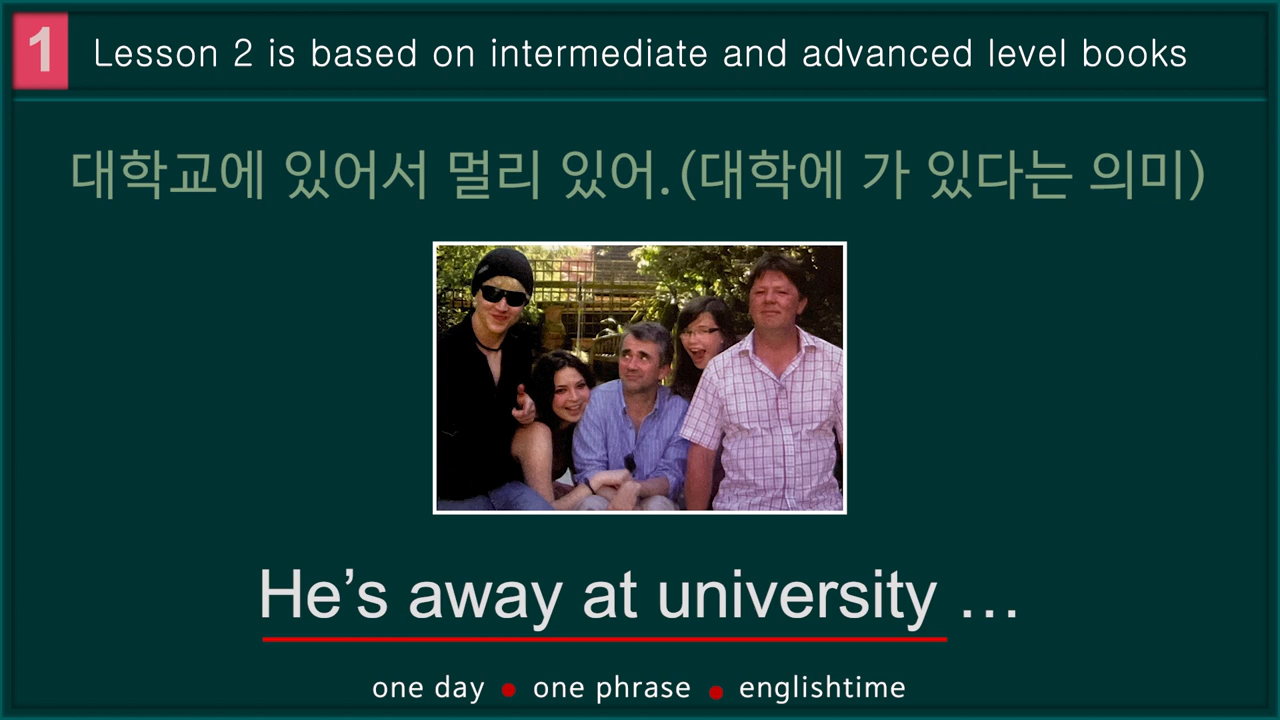 1 Lesson 2 is based on intermediate and advanced level books
대학교에 있어서 멀리 있어.(대학에 가 있다는 의미)
He’s away at university …
one day ● one phrase ● englishtime